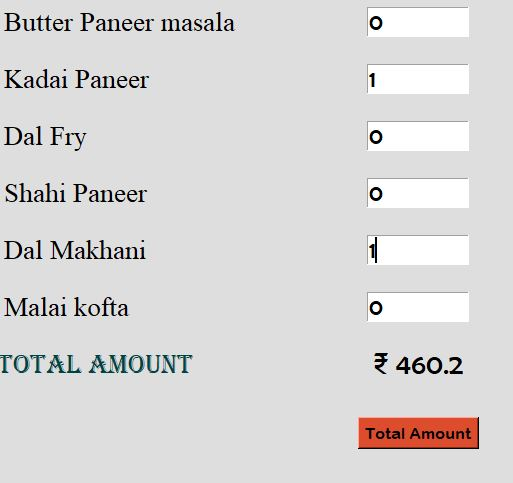 Butter Paneer masala 0
Kadai Paneer 1
Dal Fry 0
Shahi Paneer 0
Dal Makhani 1
Malai kofta 0
TOTAL AMOUNT ₹ 460.2
Total Amount